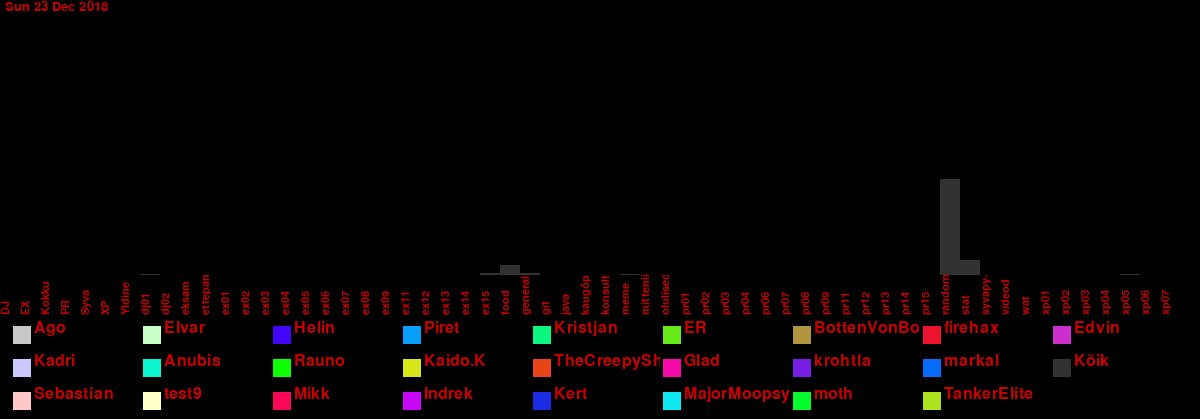 Sun 23 Dec 2018
DJ EX Kokku PR Syva XP Yldine dj01 dj02 eksam ettepan ex01 ex02 ex03 ex04 ex05 ex06 ex07 ex08 ex09 ex11 ex12 ex13 ex14 ex15 food general git java kaugõp konsult meme mittenii olulised pr01 pr02 pr03 pr04 pr06 pr07 pr08 pr09 pr11 pr12 pr13 pr14 pr15 random stat syvapy- videod wat xp01 xp02 xp03 xp04 xp05 xp06 xp07
Ago Elvar Helin Piret Kristjan ER BottenVonBo firehax Edvin
Kadri Anubis Rauno Kaido.K TheCreepySh Glad krohtla markal Kõik
Sebastian test9 Mikk Indrek Kert MajorMoopsy moth TankerElite